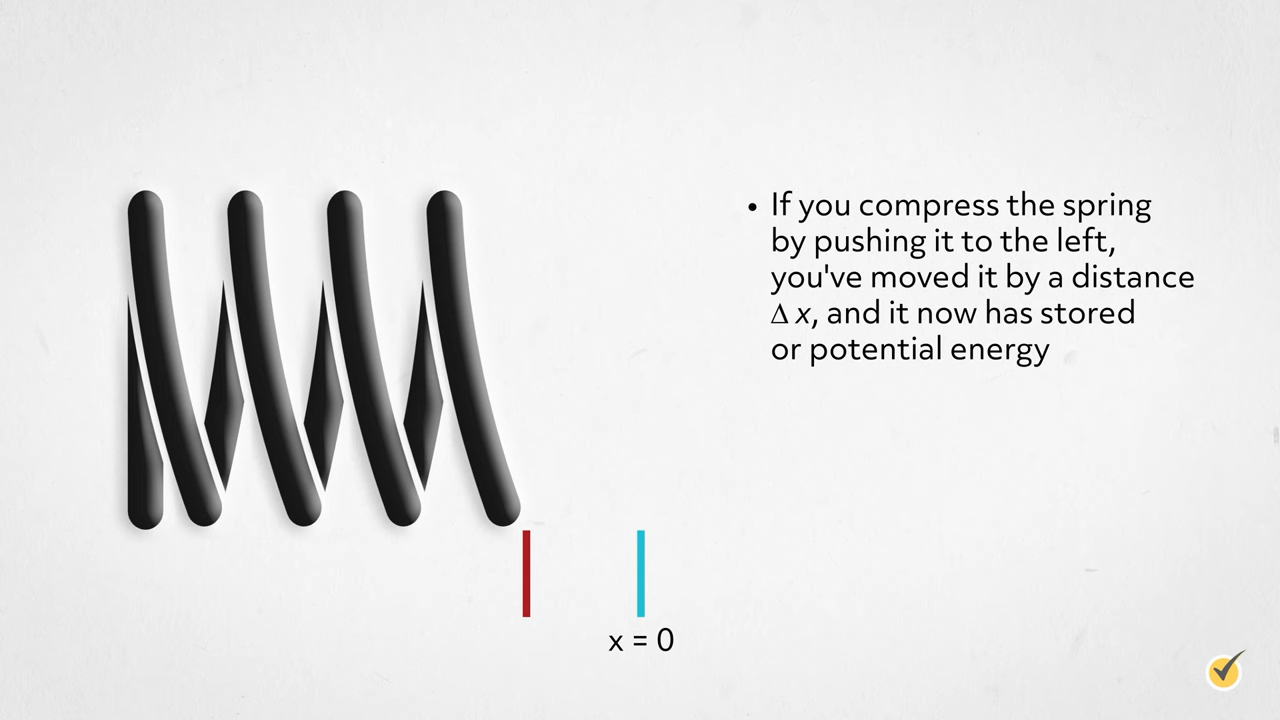 • If you compress the spring
by pushing it to the left,
you've moved it by a distance
Δ x, and it now has stored
or potential energy
x = 0